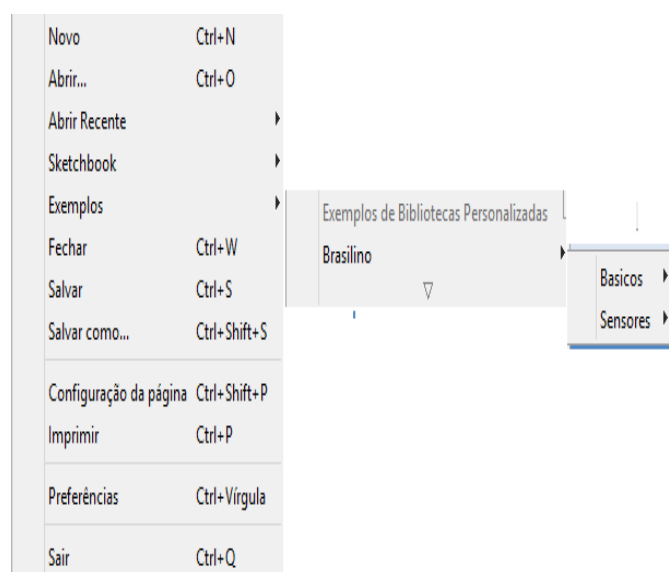 Novo Ctrl+N
Abrir... Ctrl+O
Abrir Recente
Sketchbook
Exemplos
Fechar Ctrl+W
Salvar Ctrl+S
Salvar como... Ctrl+Shift+S
Configuração da página Ctrl+Shift+P
Imprimir Ctrl+P
Preferências Ctrl+Vírgula
Sair Ctrl+Q
Exemplos de Bibliotecas Personalizadas
Brasilino
Basicos
Sensores